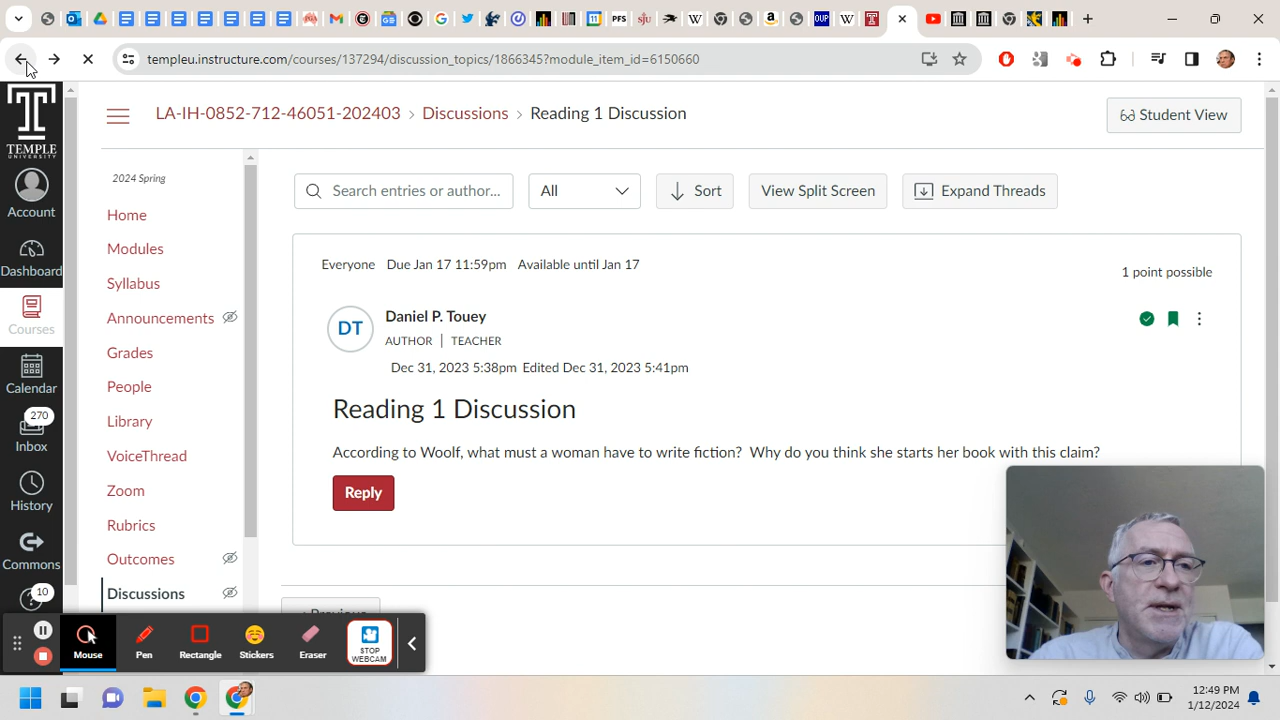 templeu.instructure.com/courses/137294/discussion_topics/1866345?module_item_id=6150660
LA-IH-0852-712-46051-202403 > Discussions > Reading 1 Discussion
Student View
TEMPLE
UNIVERSITY
Account
Dashboard
Courses
Calendar
270
Inbox
History
Commons
10
2024 Spring
Home
Modules
Syllabus
Announcements
Grades
People
Library
VoiceThread
Zoom
Rubrics
Outcomes
Discussions
Search entries or author...
All
Sort
View Split Screen
Expand Threads
Everyone Due Jan 17 11:59pm Available until Jan 17
1 point possible
DT
Daniel P. Touey
AUTHOR | TEACHER
Dec 31, 2023 5:38pm Edited Dec 31, 2023 5:41pm
Reading 1 Discussion
According to Woolf, what must a woman have to write fiction? Why do you think she starts her book with this claim?
Reply
Previous
Mouse
Pen
Rectangle
Stickers
Eraser
STOP
WEBCAM
12:49 PM
1/12/2024